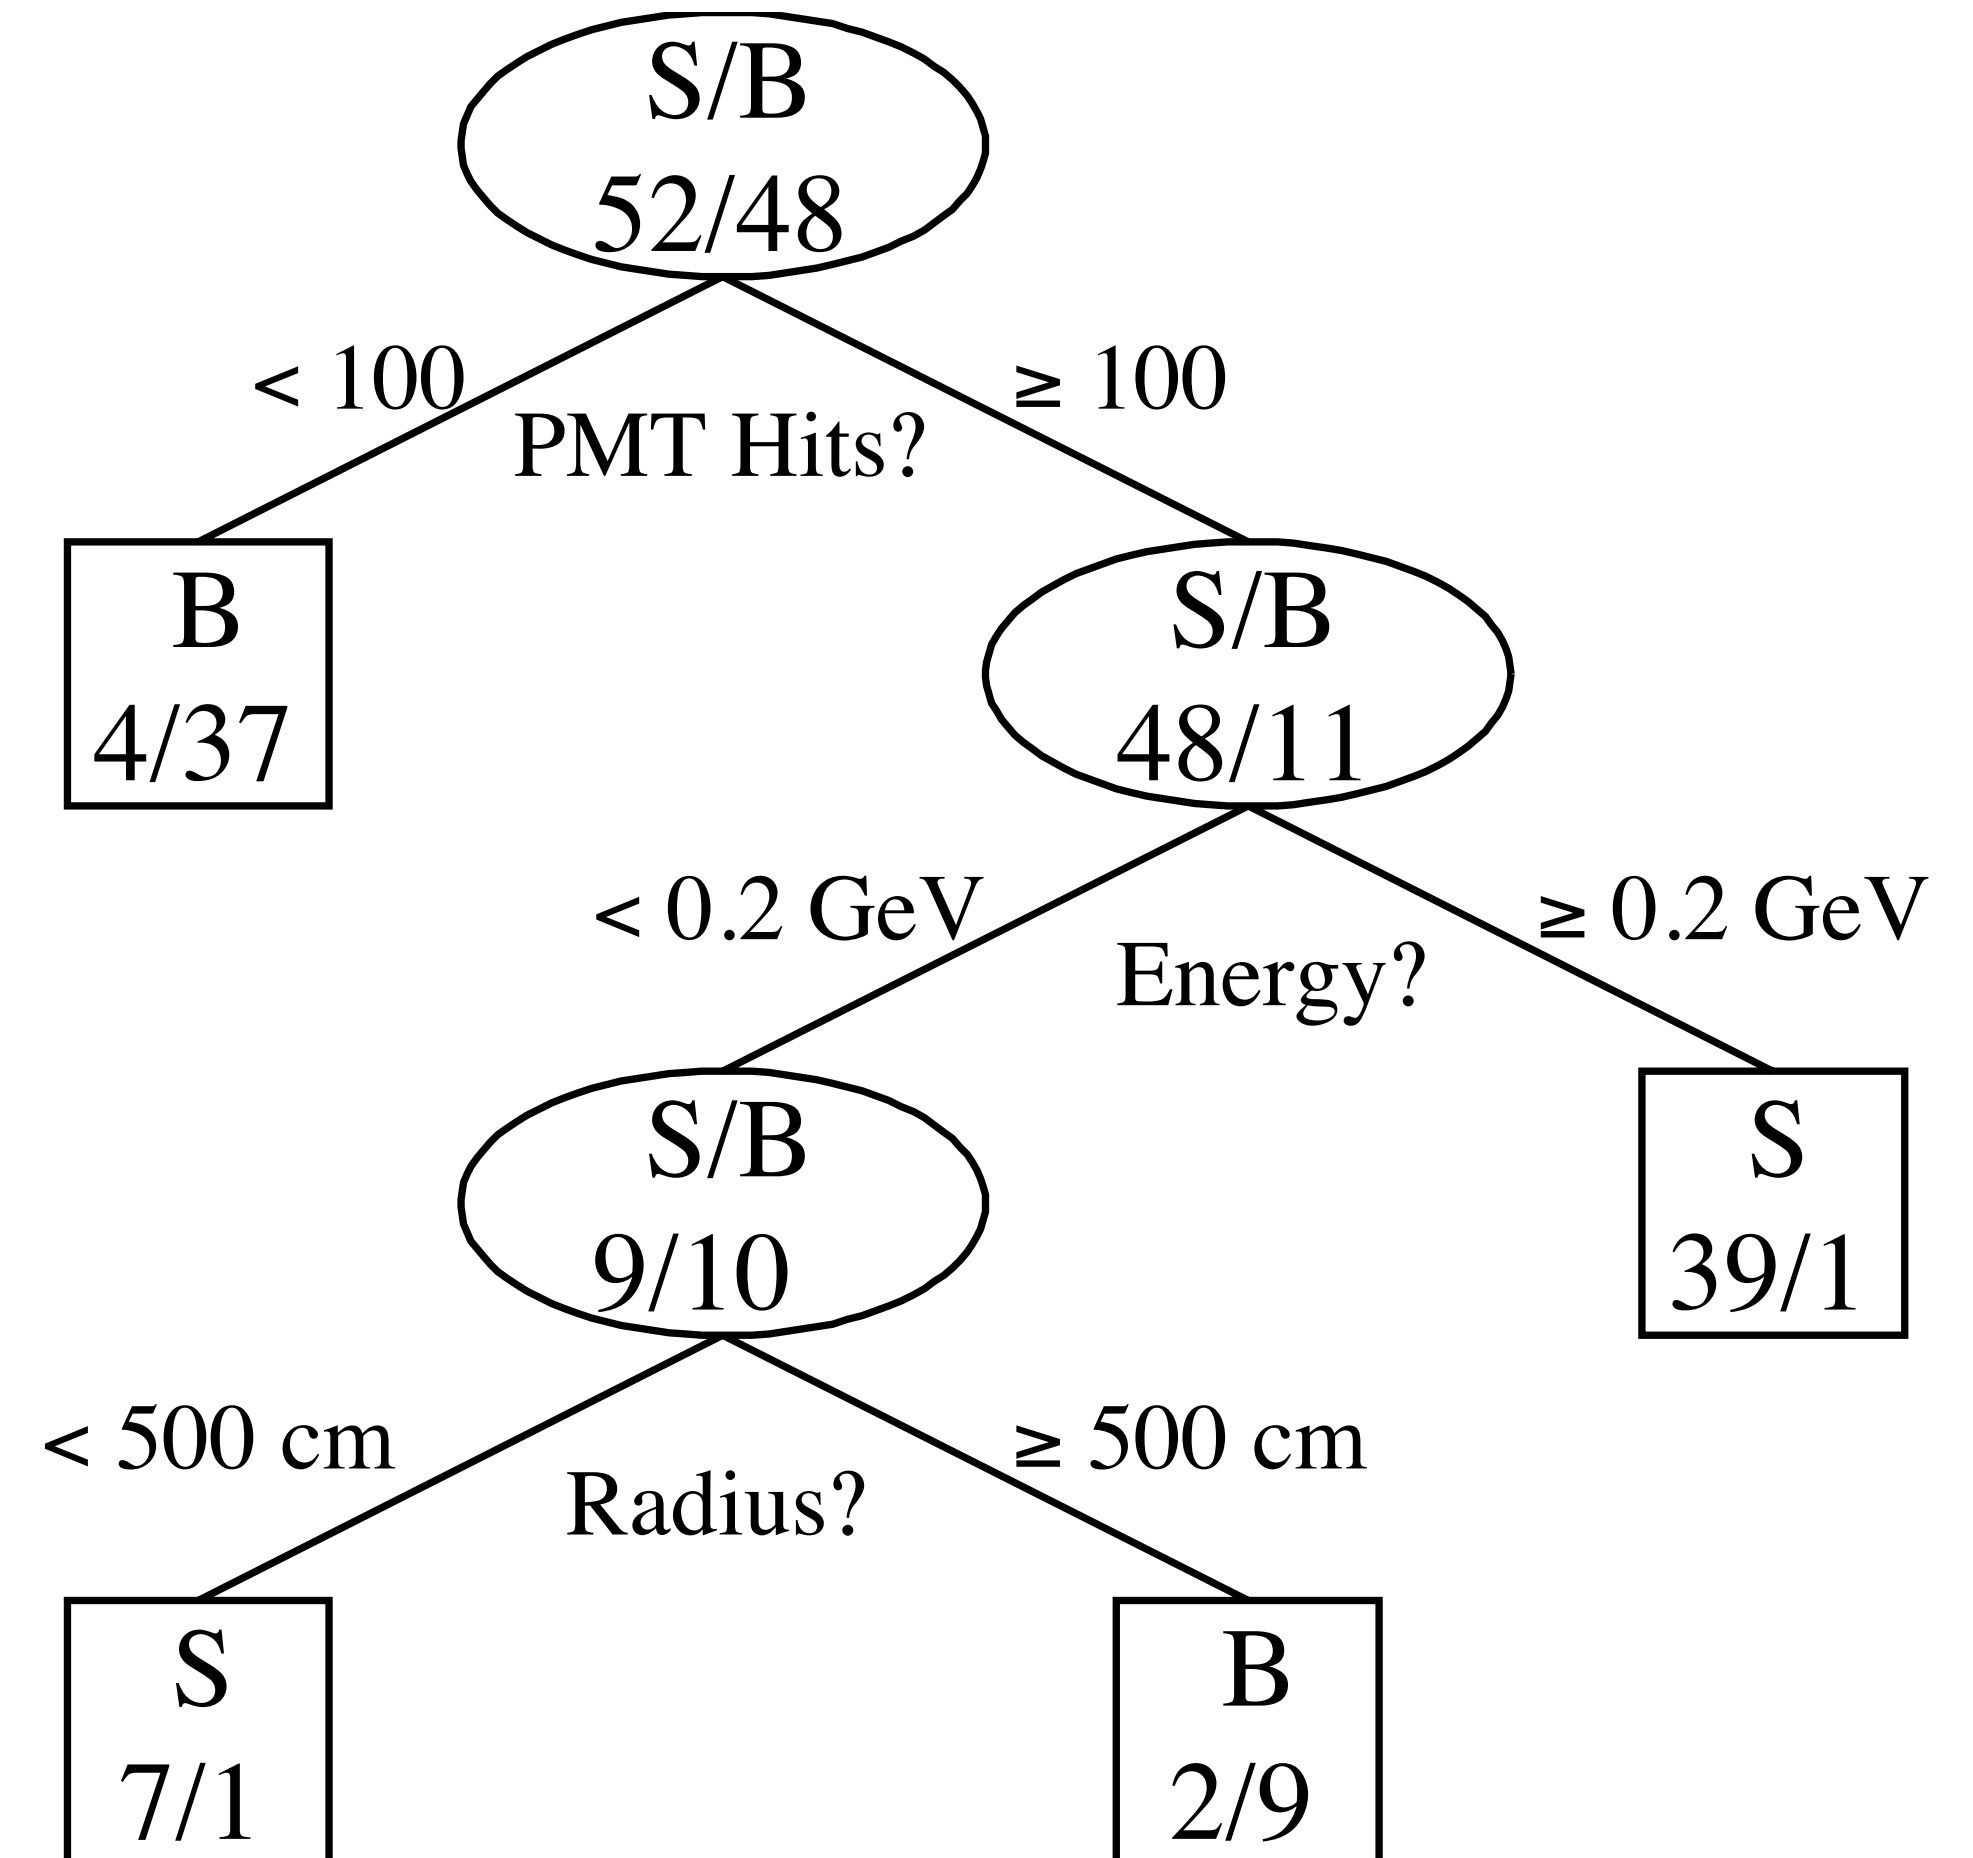 S/B
52/48
< 100
≥ 100
PMT Hits?
B
4/37
S/B
48/11
< 0.2 GeV
≥ 0.2 GeV
Energy?
S/B
9/10
S
39/1
< 500 cm
≥ 500 cm
Radius?
S
7/1
B
2/9